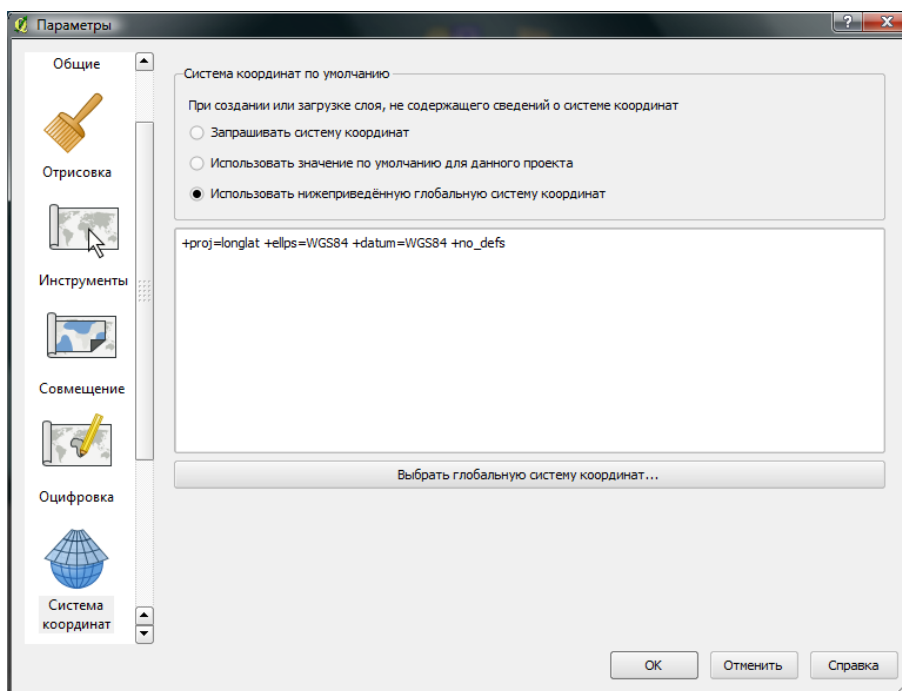 Параметры
Общие
Отрисовка
Инструменты
Совмещение
Оцифровка
Система
координат
Система координат по умолчанию
При создании или загрузке слоя, не содержащего сведений о системе координат
Запрашивать систему координат
Использовать значение по умолчанию для данного проекта
Использовать нижеприведённую глобальную систему координат
+proj=longlat +ellps=WGS84 +datum=WGS84 +no_defs
Выбрать глобальную систему координат...
OK
Отменить
Справка